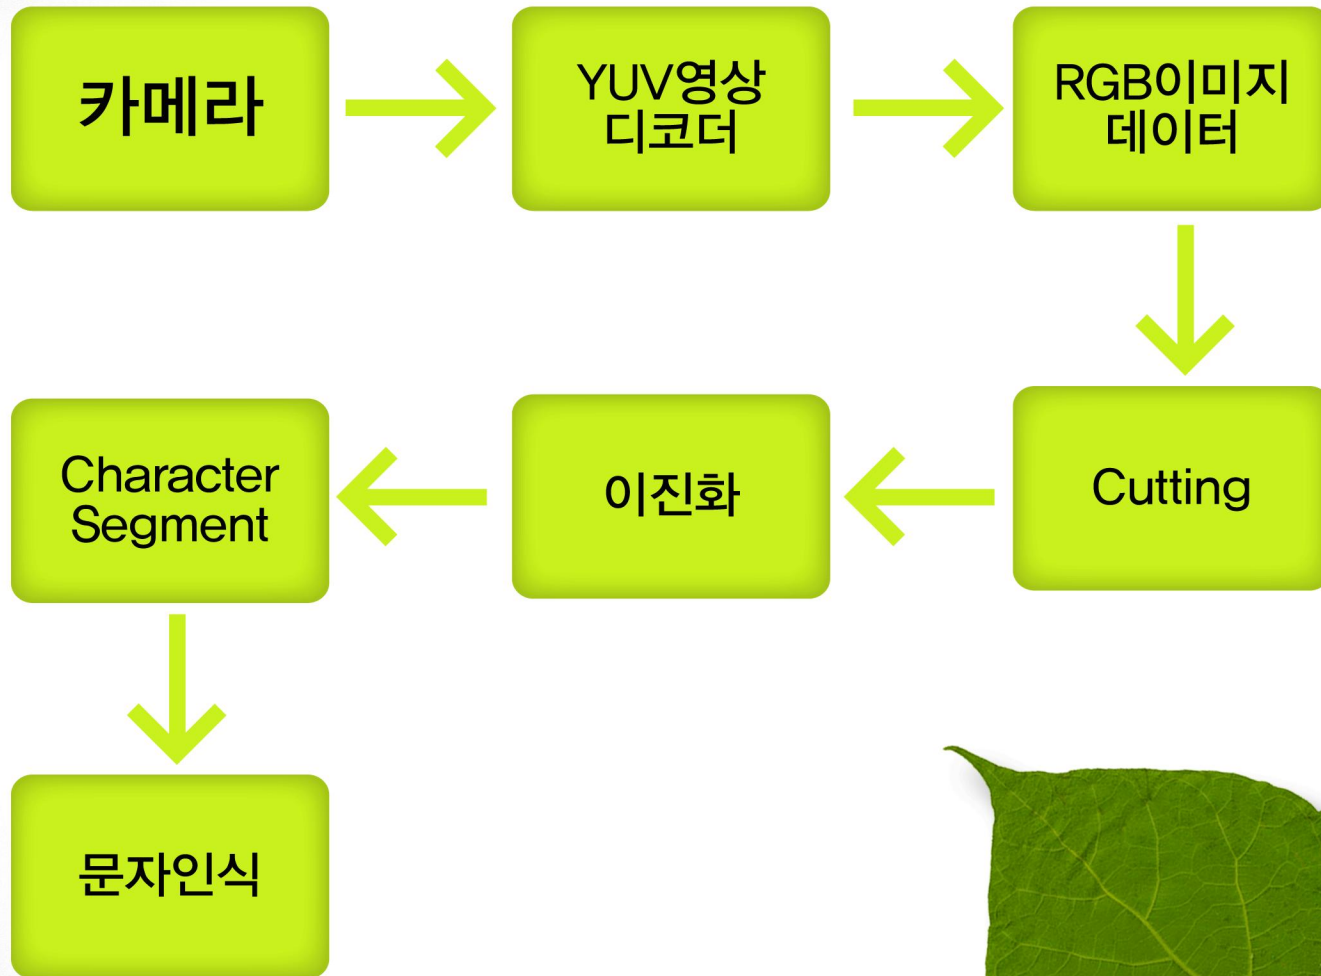 카메라
YUV영상
디코더
RGB이미지
데이터
Cutting
이진화
Character
Segment
문자인식